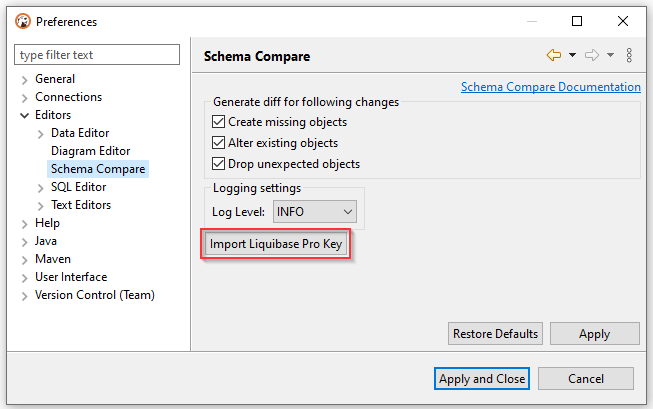 Preferences
type filter text
General
Connections
Editors
Data Editor
Diagram Editor
Schema Compare
SQL Editor
Text Editors
Help
Java
Maven
User Interface
Version Control (Team)
Schema Compare
Schema Compare Documentation
Generate diff for following changes
Create missing objects
Alter existing objects
Drop unexpected objects
Logging settings
Log Level: INFO
Import Liquibase Pro Key
Restore Defaults Apply
Apply and Close Cancel